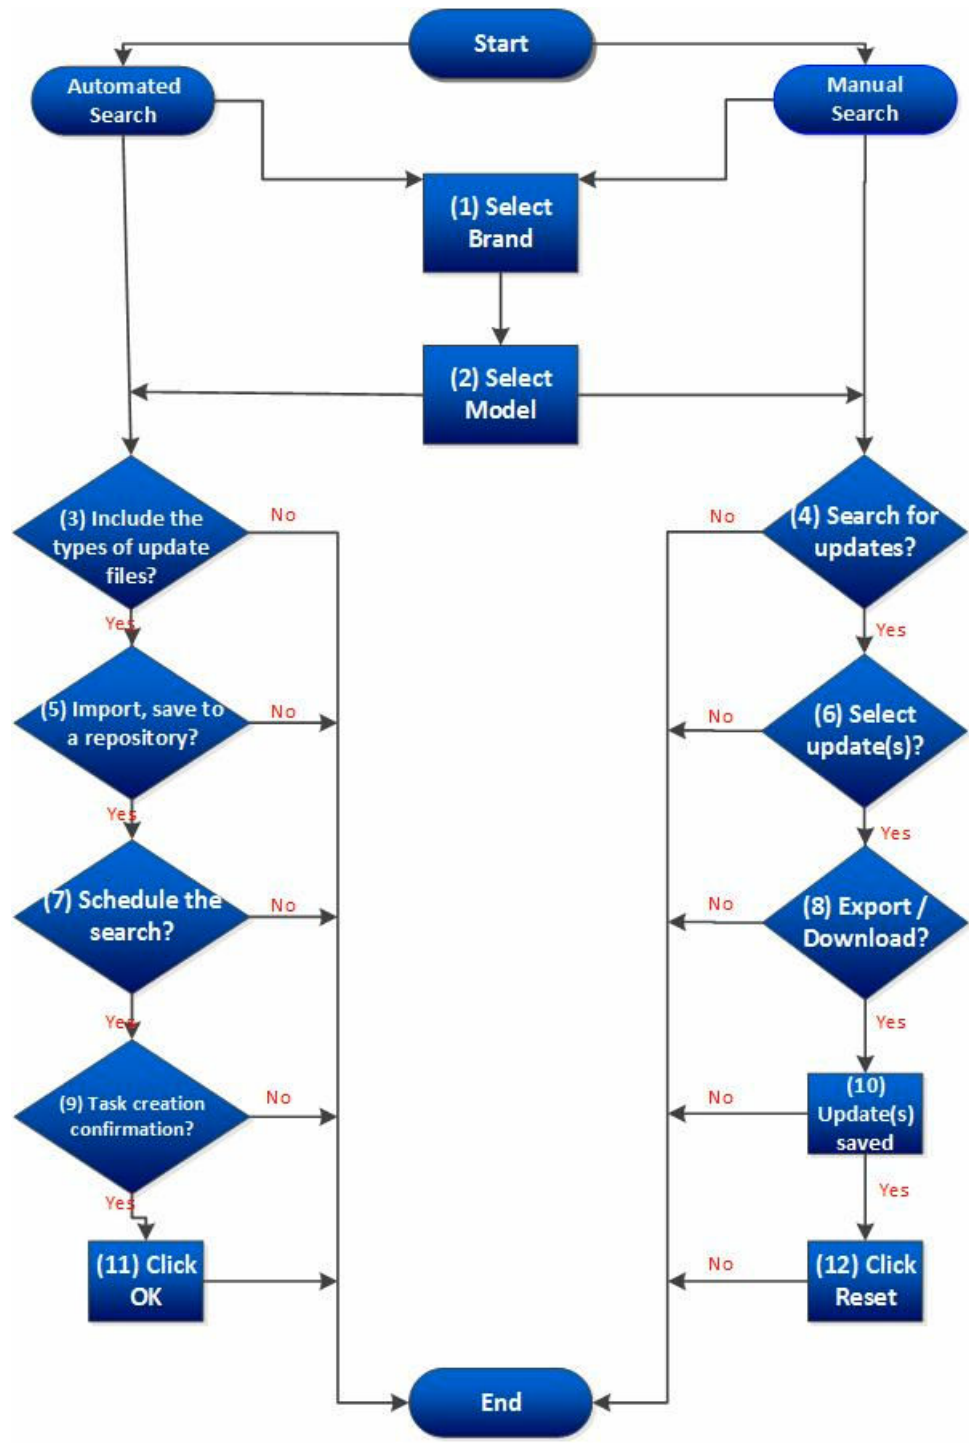 Start
Automated
Search
Manual
Search
(1) Select
Brand
(2) Select
Model
(3) Include the
types of update
files?
No
Yes
(4) Search for
updates?
No
Yes
(5) Import, save to
a repository?
No
Yes
(6) Select
update(s)?
No
Yes
(7) Schedule the
search?
No
Yes
(8) Export /
Download?
No
Yes
(9) Task creation
confirmation?
No
Yes
(10)
Update(s)
saved
No
Yes
(11) Click
OK
(12) Click
Reset
No
End